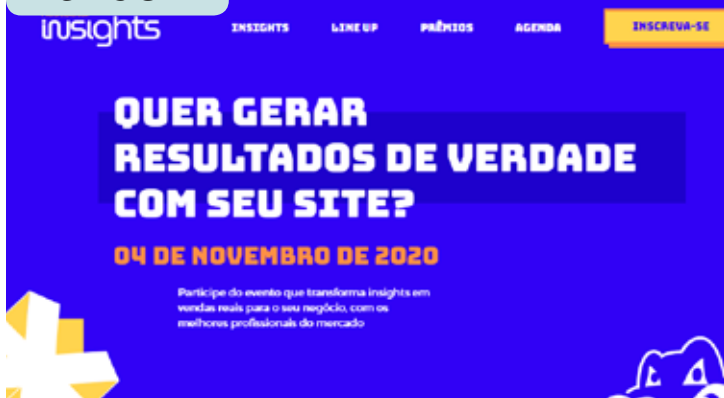 insights
INSIGHTS LINE UP PRÊMIOS AGENDA INSCREVA-SE
QUER GERAR
RESULTADOS DE VERDADE
COM SEU SITE?
04 DE NOVEMBRO DE 2020
Participe do evento que transforma insights em
vendas reais para o seu negócio, com os
melhores profissionais do mercado